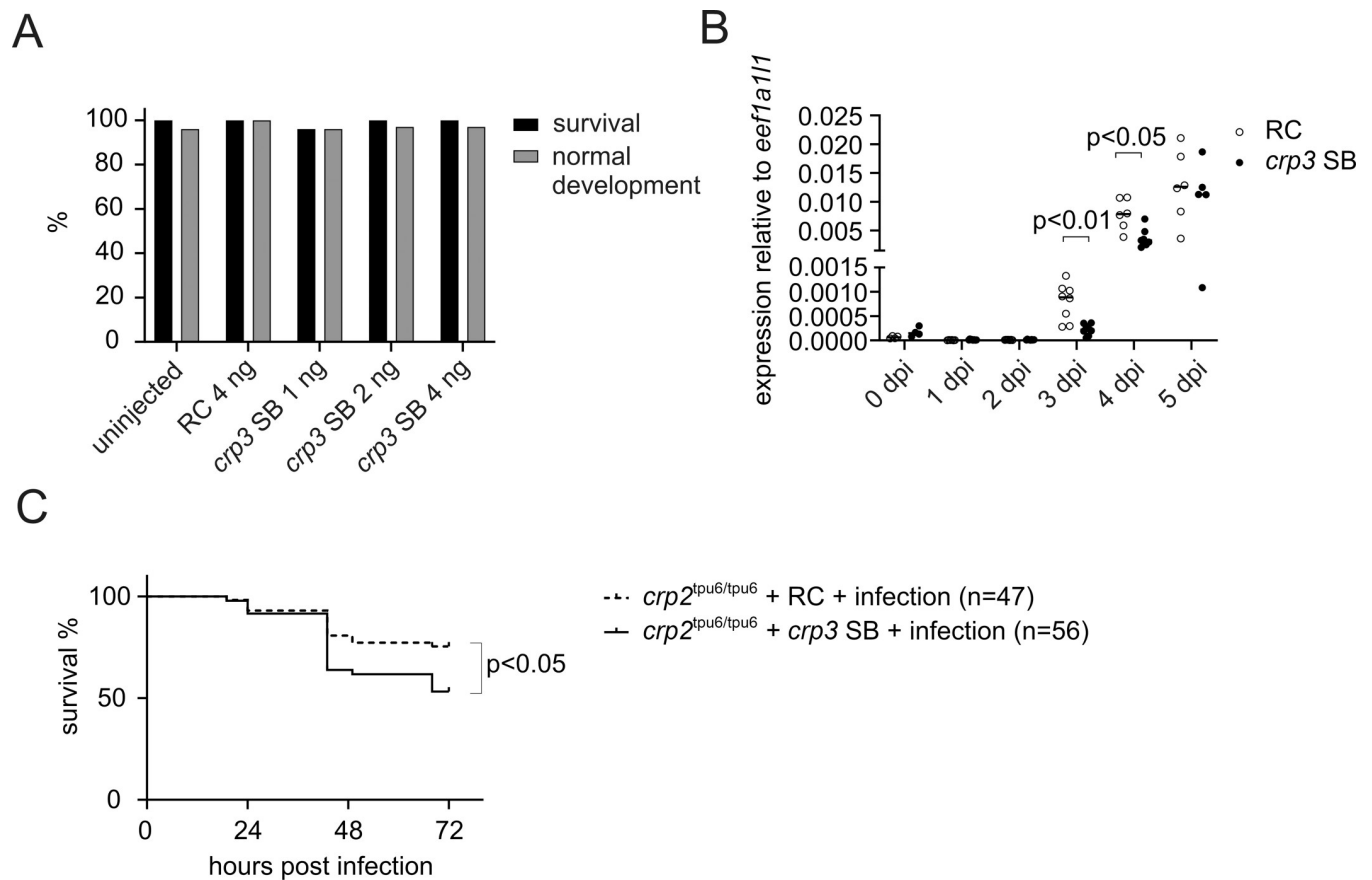 A
100
80
60
40
20
0
%
survival
normal
development
uninjected
RC 4 ng
crp3 SB 1 ng
crp3 SB 2 ng
crp3 SB 4 ng
B
expression relative to eef1a1l1
0.025
0.020
0.015
0.010
0.005
0.0015
0.0010
0.0005
0.0000
p<0.01
p<0.05
RC
crp3 SB
0 dpi
1 dpi
2 dpi
3 dpi
4 dpi
5 dpi
C
survival %
100
50
0
0
24
48
72
hours post infection
p<0.05
crp2tpu6/tpu6 + RC + infection (n=47)
crp2tpu6/tpu6 + crp3 SB + infection (n=56)